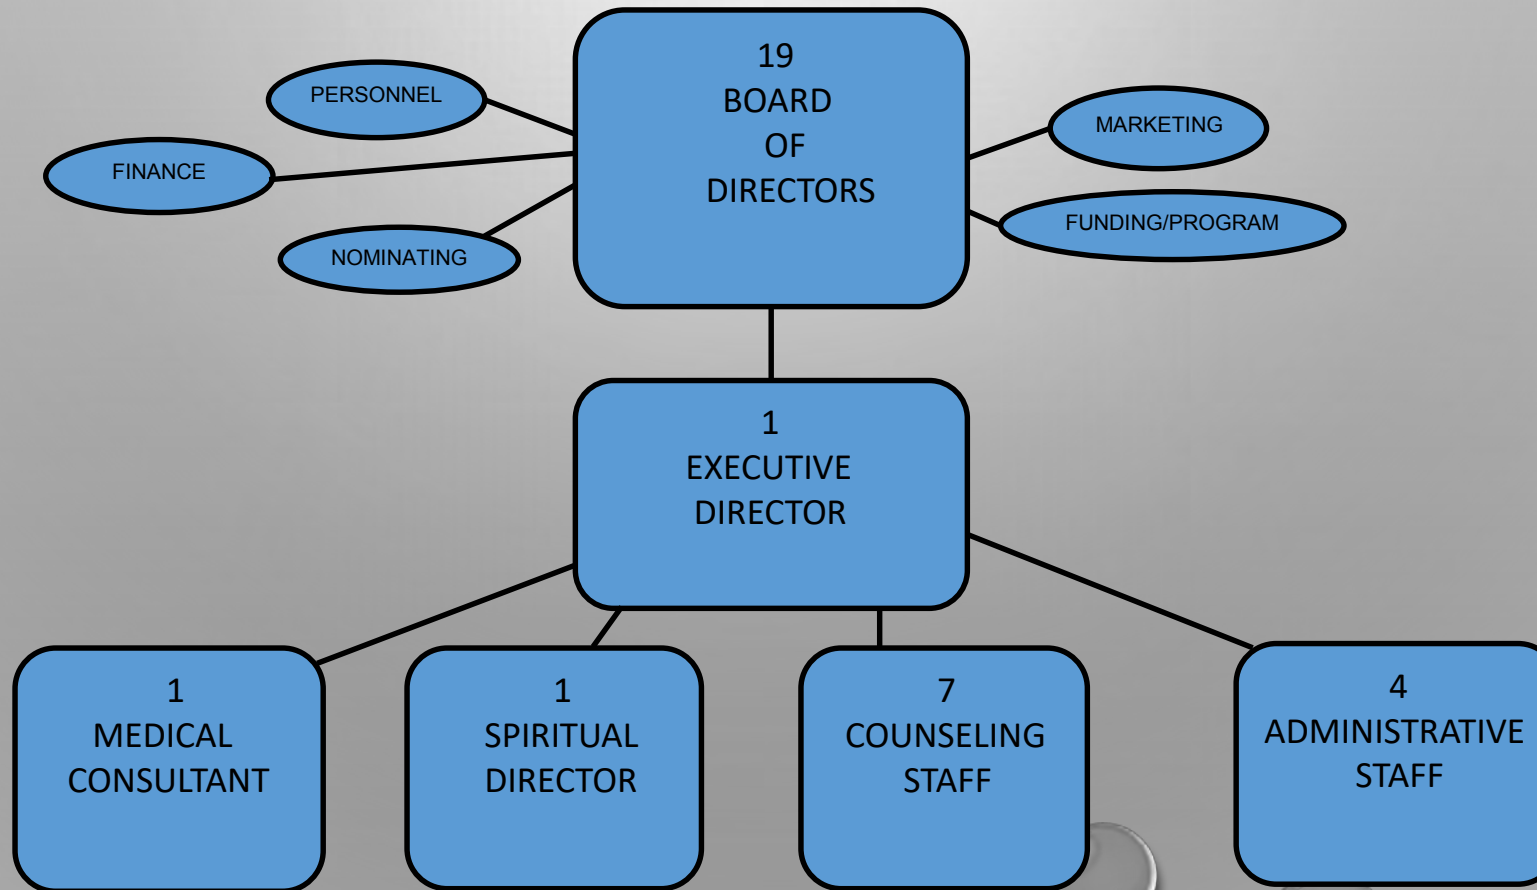 19
BOARD
OF
DIRECTORS
PERSONNEL
FINANCE
NOMINATING
MARKETING
FUNDING/PROGRAM
1
EXECUTIVE
DIRECTOR
1
MEDICAL
CONSULTANT
1
SPIRITUAL
DIRECTOR
7
COUNSELING
STAFF
4
ADMINISTRATIVE
STAFF